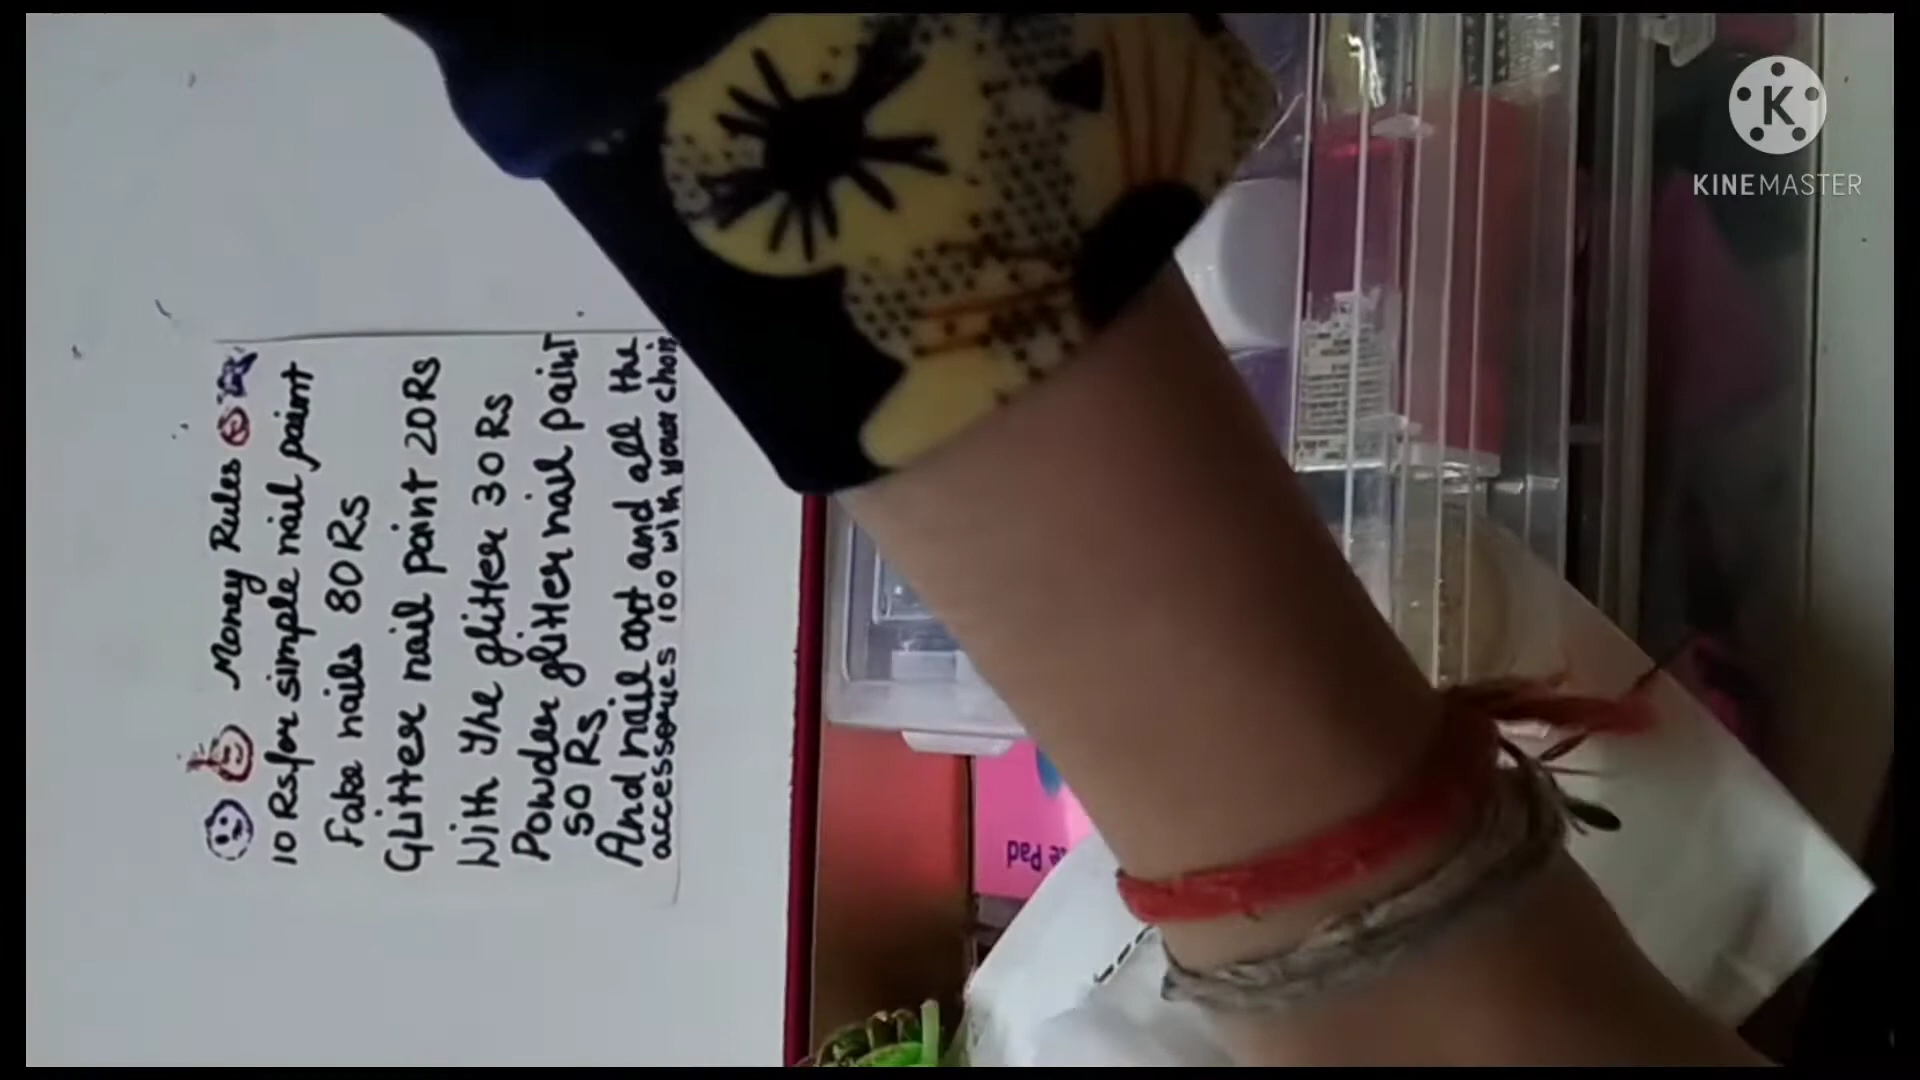 Money Rules
10 Rs for simple nail paint
Fake nails 80 Rs
Glitter nail paint 20 Rs
With The glitter 30 Rs
Powder glitter nail paint
50 Rs
And nail art and all the
accessories 100 with your chois
Pad
K
KINEMASTER